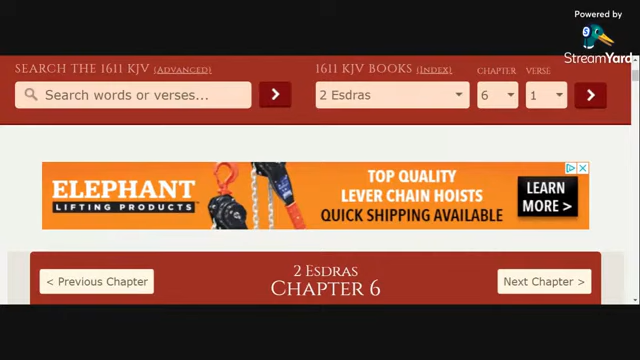 Powered by
StreamYard
SEARCH THE 1611 KJV (ADVANCED)
1611 KJV BOOKS (INDEX) CHAPTER VERSE
Search words or verses... 2 Esdras 6 1
ELEPHANT
LIFTING PRODUCTS™
TOP QUALITY
LEVER CHAIN HOISTS
QUICK SHIPPING AVAILABLE
LEARN
MORE >
2 ESDRAS
CHAPTER 6
< Previous Chapter
Next Chapter >